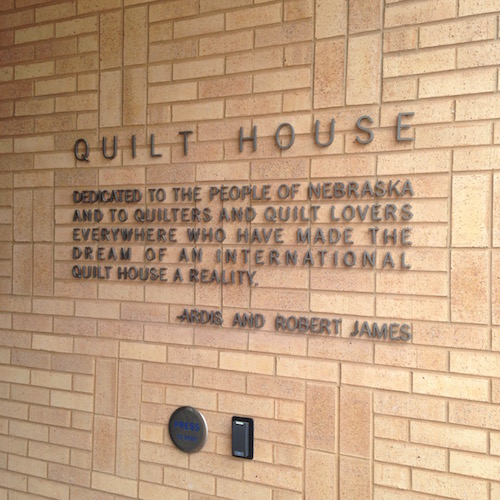 QUILT HOUSE
DEDICATED TO THE PEOPLE OF NEBRASKA
AND TO QUILTERS AND QUILT LOVERS
EVERYWHERE WHO HAVE MADE THE
DREAM OF AN INTERNATIONAL
QUILT HOUSE A REALITY.
-ARDIS AND ROBERT JAMES
PRESS